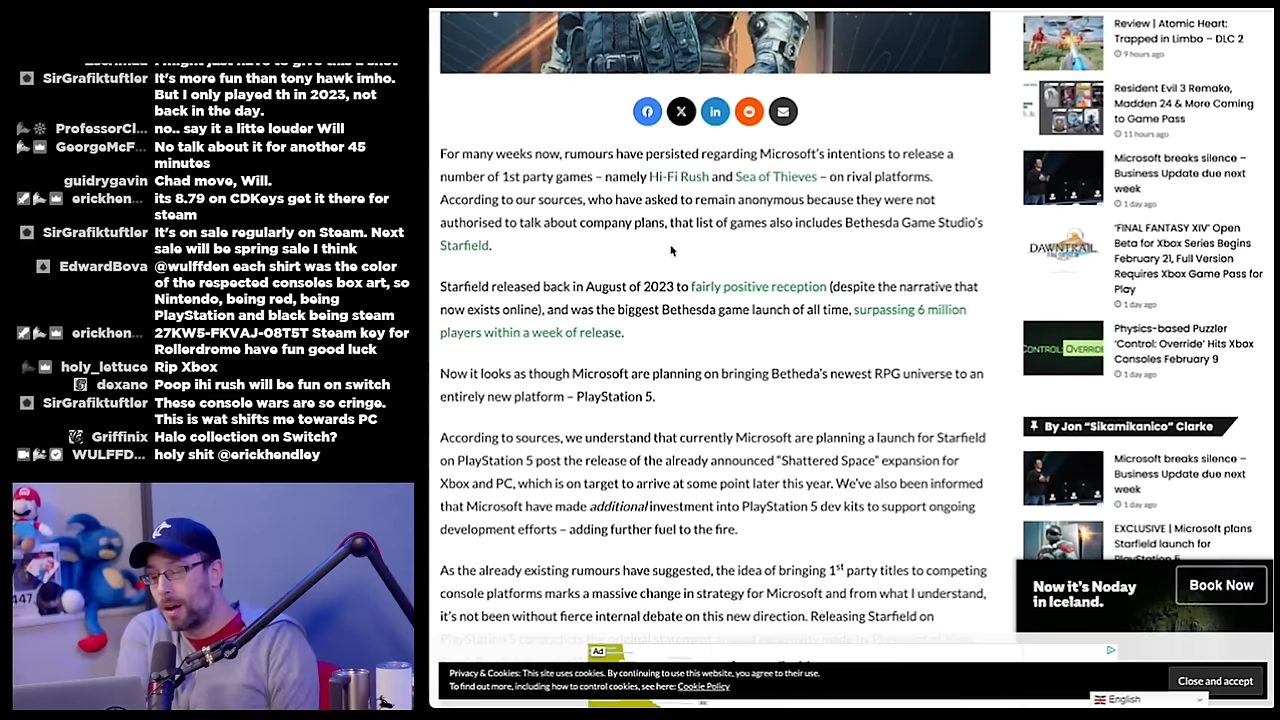 SirGrafiktuftler It's more fun than tony hawk imho.
But I only played th in 2023, not
back in the day.
ProfessorCl... no.. say it a litte louder Will
GeorgeMcF... No talk about it for another 45
minutes
adrygavin Chad move, Will.
erickhen... its 8.79 on CDKeys get it there for
steam
SirGrafiktuftler It's on sale regurly on Steam. Next
sale will be spring sale I think
EdwardBova @wulffden each shirt was the color
of the respected consoles box art, so
Nintendo, being red, being
PlayStation and black being steam
erickhen... 27KW5-KVAJ-08T5T Steam key for
Rollerdrome have fun good luck
holy_lettuce Rip Xbox
dexano Poop ihi rush will be fun on switch
SirGrafiktuftler These console wars are so cringe.
This is wat shifts me towards PC
Griffinix Halo collection on Switch?
WULFFD... holy shit @erickhendley
For many weeks now, rumours have persisted regarding Microsoft's intentions to release a
number of 1st party games – namely Hi-Fi Rush and Sea of Thieves – on rival platforms.
According to our sources, who have asked to remain anonymous because they were not
authorised to talk about company plans, that list of games also includes Bethesda Game Studio's
Starfield.
Starfield released back in August of 2023 to fairly positive reception (despite the narrative that
now exists online), and was the biggest Bethesda game launch of all time, surpassing 6 million
players within a week of release.
Now it looks as though Microsoft are planning on bringing Betheda's newest RPG universe to an
entirely new platform – PlayStation 5.
According to sources, we understand that currently Microsoft are planning a launch for Starfield
on PlayStation 5 post the release of the already announced "Shattered Space" expansion for
Xbox and PC, which is on target to arrive at some point later this year. We've also been informed
that Microsoft have made additional investment into PlayStation 5 dev kits to support ongoing
development efforts – adding further fuel to the fire.
As the already existing rumours have suggested, the idea of bringing 1st party titles to competing
console platforms marks a massive change in strategy for Microsoft and from what I understand,
it's not been without fierce internal debate on this new direction. Releasing Starfield on
PlayStation 5 contradicts the original statement
Review | Atomic Heart:
Trapped in Limbo – DLC 2
9 hours ago
Resident Evil 3 Remake,
Madden 24 & More Coming
to Game Pass
11 hours ago
Microsoft breaks silence –
Business Update due next
week
1 day ago
'FINAL FANTASY XIV' Open
Beta for Xbox Series Begins
February 21, Full Version
Requires Xbox Game Pass for
Play
1 day ago
DAWNTRAIL
Physics-based Puzzler
'Control: Override' Hits Xbox
Consoles February 9
1 day ago
CONTROL: OVERRIDE
By Jon "Sikamikanico" Clarke
Microsoft breaks silence –
Business Update due next
week
1 day ago
EXCLUSIVE | Microsoft plans
Starfield launch for
PlayStation 5
Now it's Noday
in Iceland.
Book Now
Ad
Privacy & Cookies: This site uses cookies. By continuing to use this website, you agree to their use.
To find out more, including how to control cookies, see here: Cookie Policy
Close and accept
English